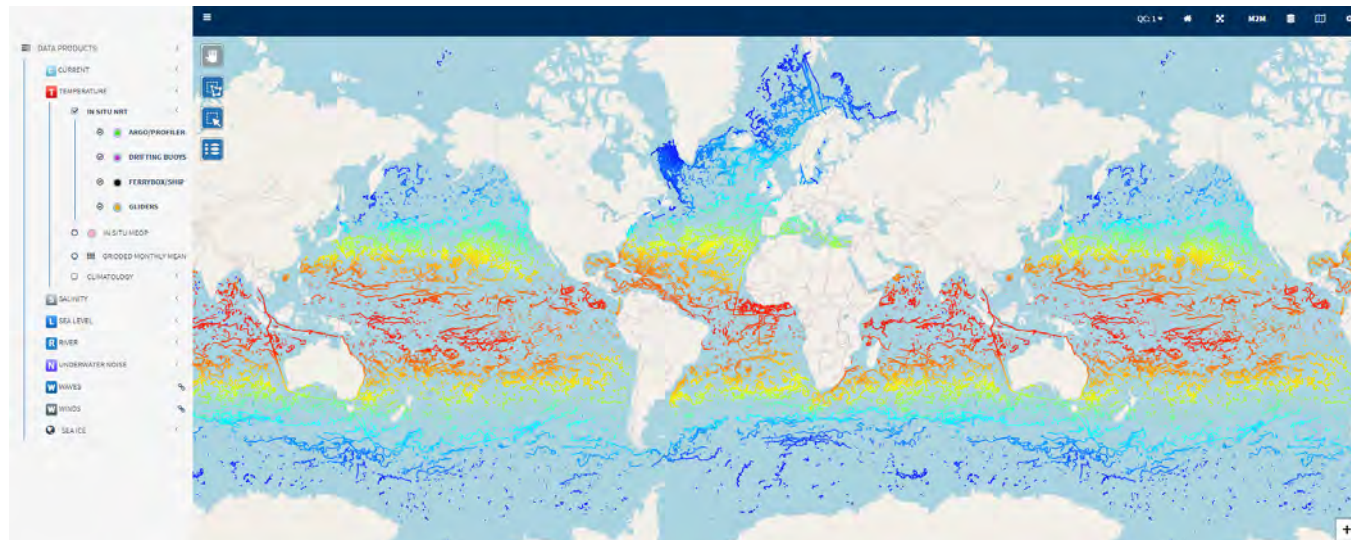 QC: 1
M2M
DATA PRODUCTS
C CURRENT
T TEMPERATURE
IN SITU NRT
ARGO/PROFILER
DRIFTING BUOYS
FERRYBOX/SHIP
GLIDERS
IN SITU MEOP
GRIDDED MONTHLY MEAN
CLIMATOLOGY
S SALINITY
L SEA LEVEL
R RIVER
N UNDERWATER NOISE
W WAVES
W WINDS
SEA ICE